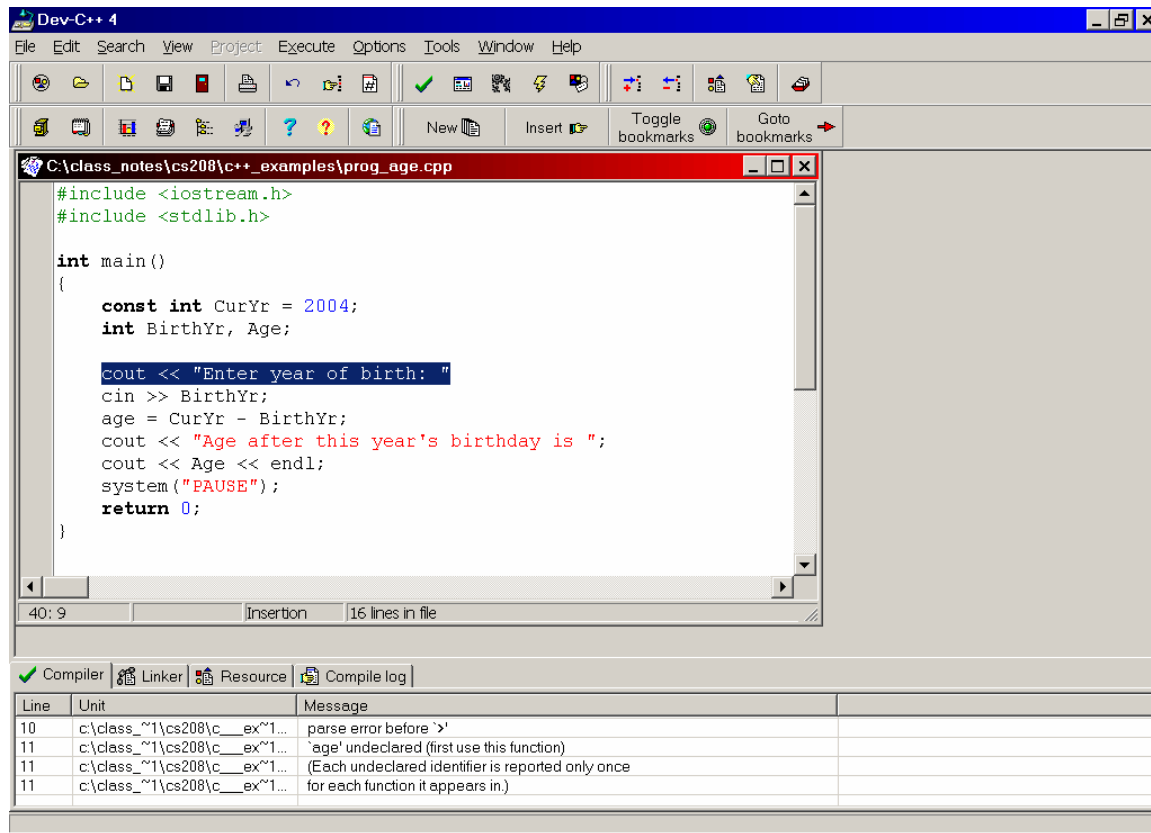 Dev-C++ 4
File Edit Search View Project Execute Options Tools Window Help
New Insert Toggle bookmarks Goto bookmarks
C:\class_notes\cs208\c++_examples\prog_age.cpp
#include <iostream.h>
#include <stdlib.h>
int main()
{
const int CurYr = 2004;
int BirthYr, Age;
cout << "Enter year of birth: "
cin >> BirthYr;
age = CurYr - BirthYr;
cout << "Age after this year's birthday is ";
cout << Age << endl;
system("PAUSE");
return 0;
}
40: 9 Insertion 16 lines in file
Compiler Linker Resource Compile log
Line Unit Message
10 c:\class_~1\cs208\c___ex~1... parse error before `>'
11 c:\class_~1\cs208\c___ex~1... `age' undeclared (first use this function)
11 c:\class_~1\cs208\c___ex~1... (Each undeclared identifier is reported only once
11 c:\class_~1\cs208\c___ex~1... for each function it appears in.)